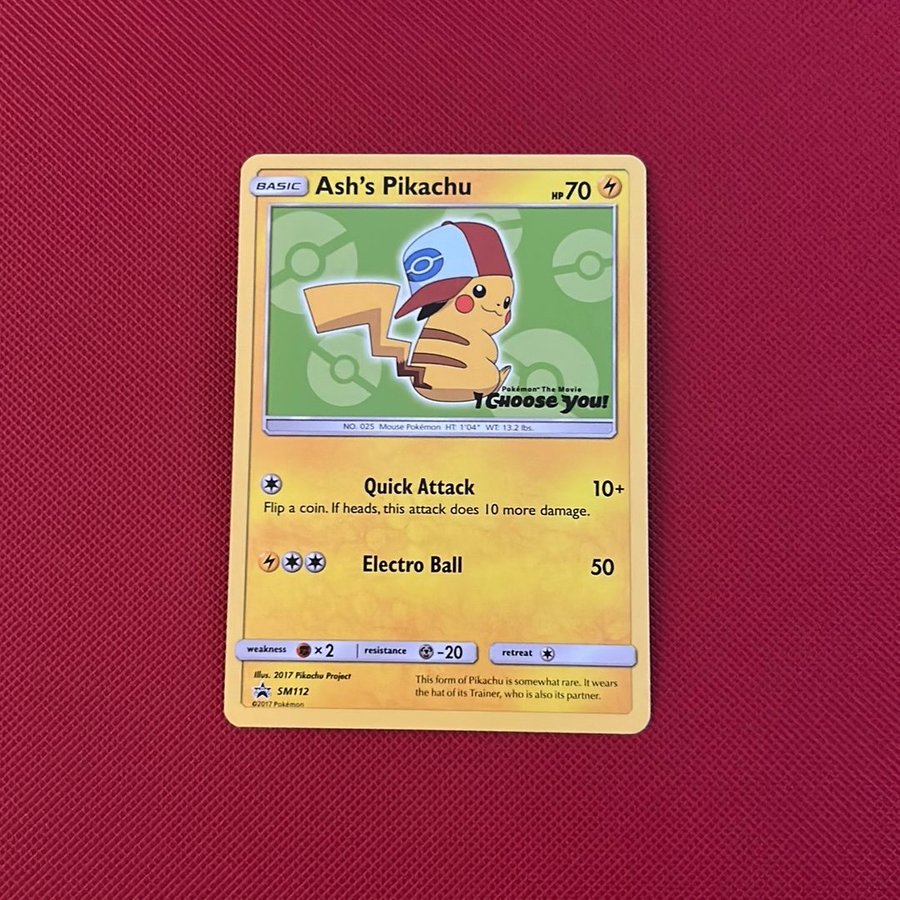 BASIC Ash's Pikachu HP 70
Pokémon™ The Movie
I Choose You!
NO. 025 Mouse Pokémon HT: 1'04" WT: 13.2 lbs.
Quick Attack 10+
Flip a coin. If heads, this attack does 10 more damage.
Electro Ball 50
weakness ×2 resistance -20 retreat
Illus. 2017 Pikachu Project
SM112
©2017 Pokémon
This form of Pikachu is somewhat rare. It wears
the hat of its Trainer, who is also its partner.